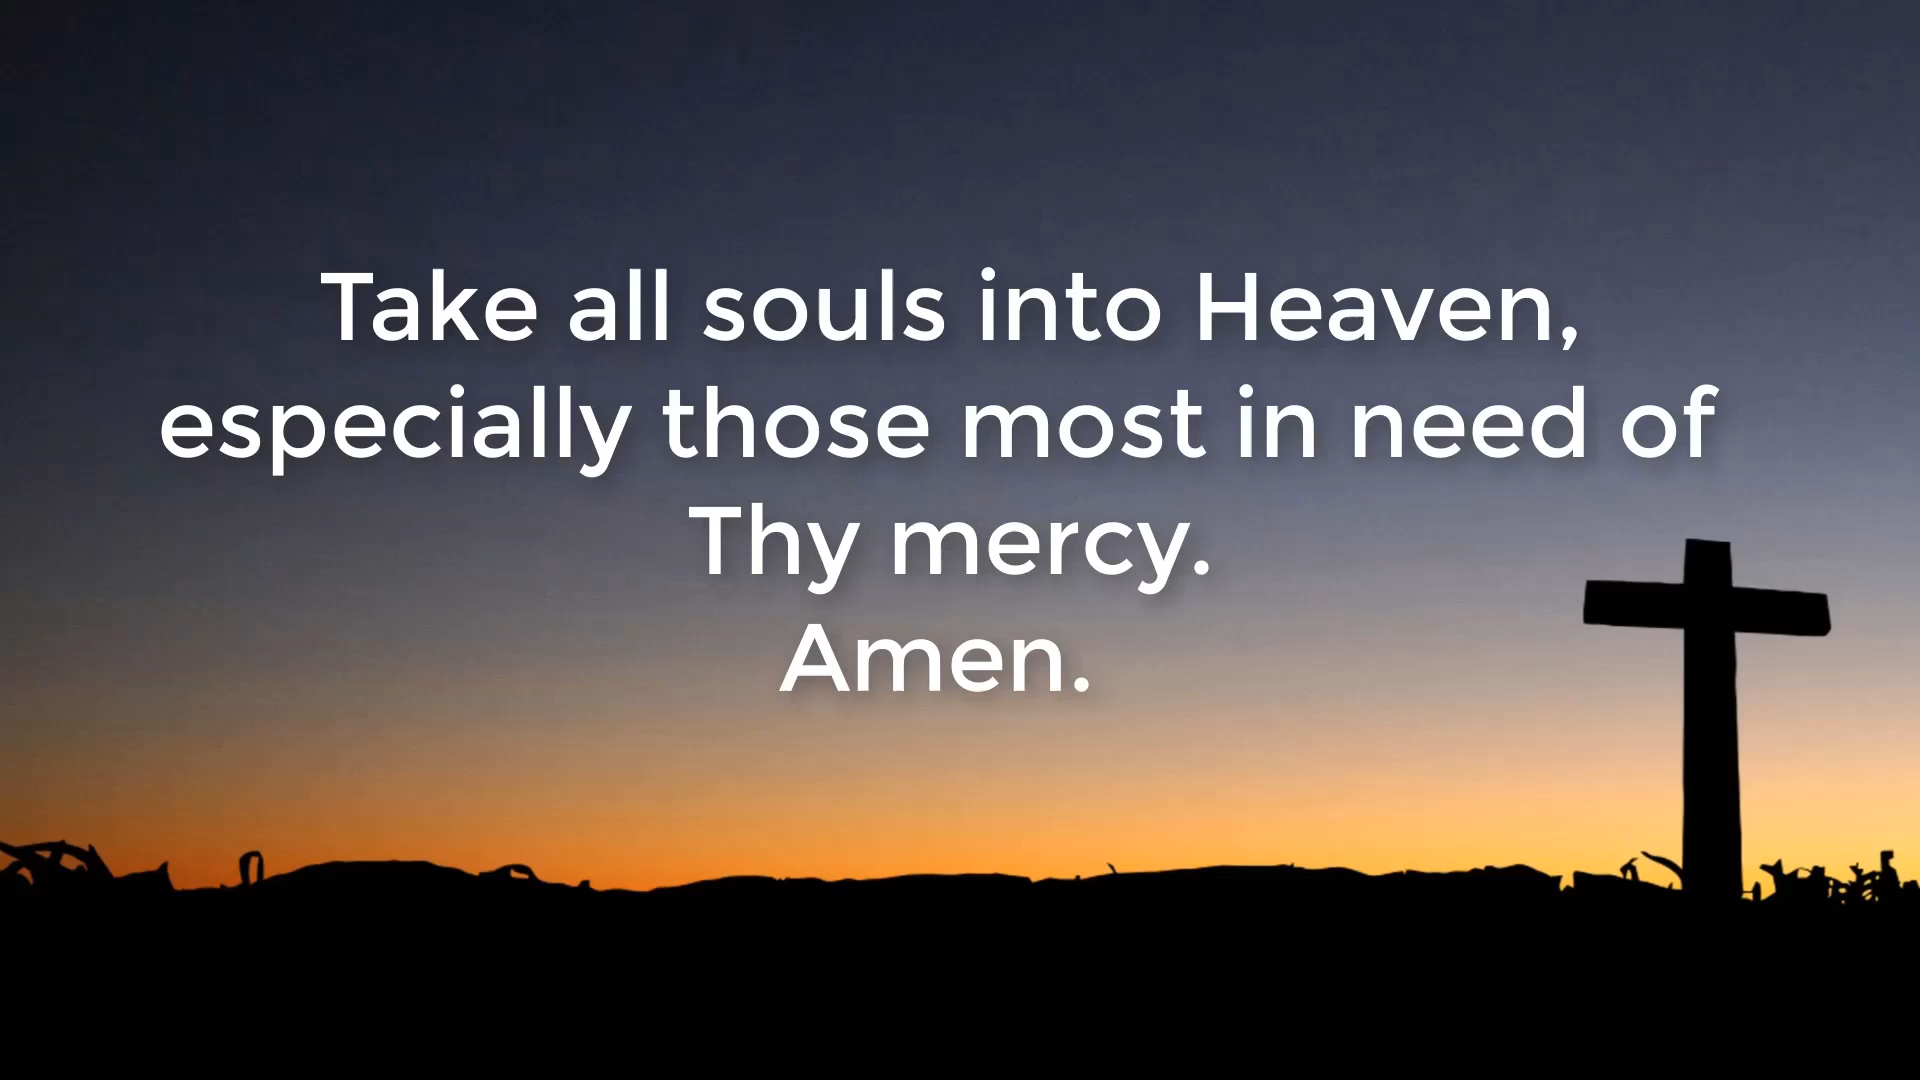 Take all souls into Heaven,
especially those most in need of
Thy mercy.
Amen.